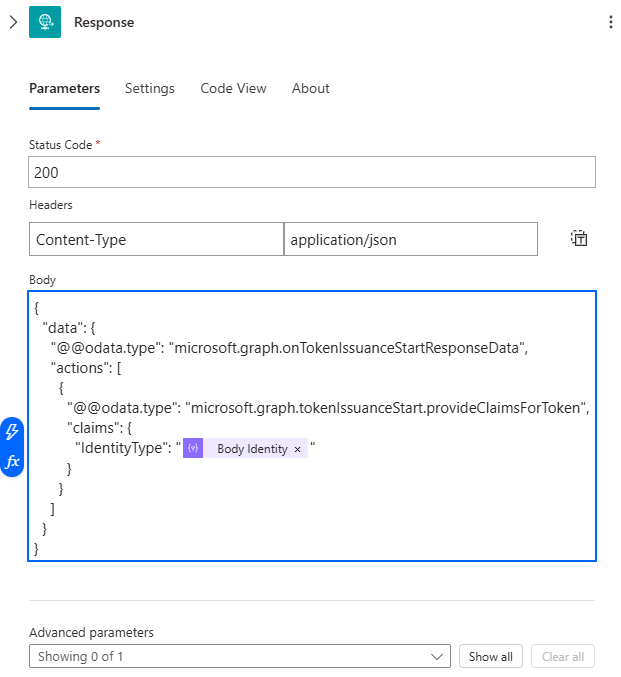 Response
Parameters Settings Code View About
Status Code *
200
Headers
Content-Type application/json
Body
{
"data": {
"@@odata.type": "microsoft.graph.onTokenIssuanceStartResponseData",
"actions": [
{
"@@odata.type": "microsoft.graph.tokenIssuanceStart.provideClaimsForToken",
"claims": {
"IdentityType": "{v} Body Identity × "
}
}
]
}
}
fx
Advanced parameters
Showing 0 of 1 Show all Clear all